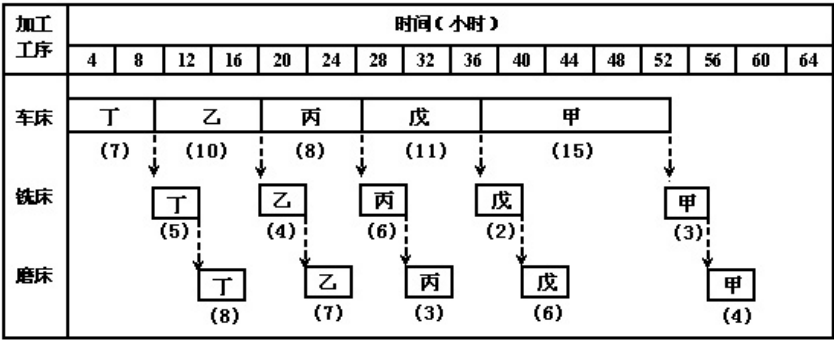 加工
工序
时间(小时)
4 8 12 16 20 24 28 32 36 40 44 48 52 56 60 64
车床
丁 乙 丙 戊 甲
(7) (10) (8) (11) (15)
铣床
丁 乙 丙 戊 甲
(5) (4) (6) (2) (3)
磨床
丁 乙 丙 戊 甲
(8) (7) (3) (6) (4)